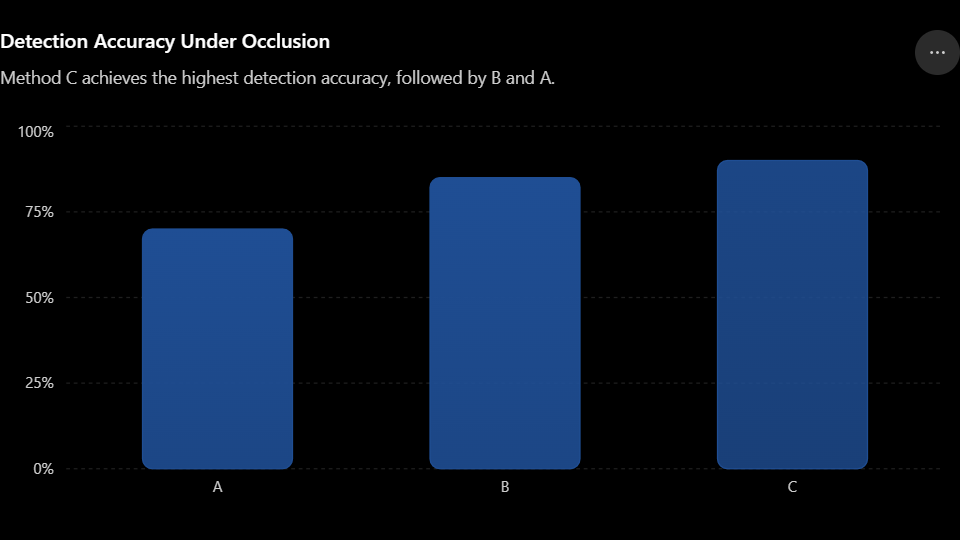 Detection Accuracy Under Occlusion
Method C achieves the highest detection accuracy, followed by B and A.
100%
75%
50%
25%
0%
A B C